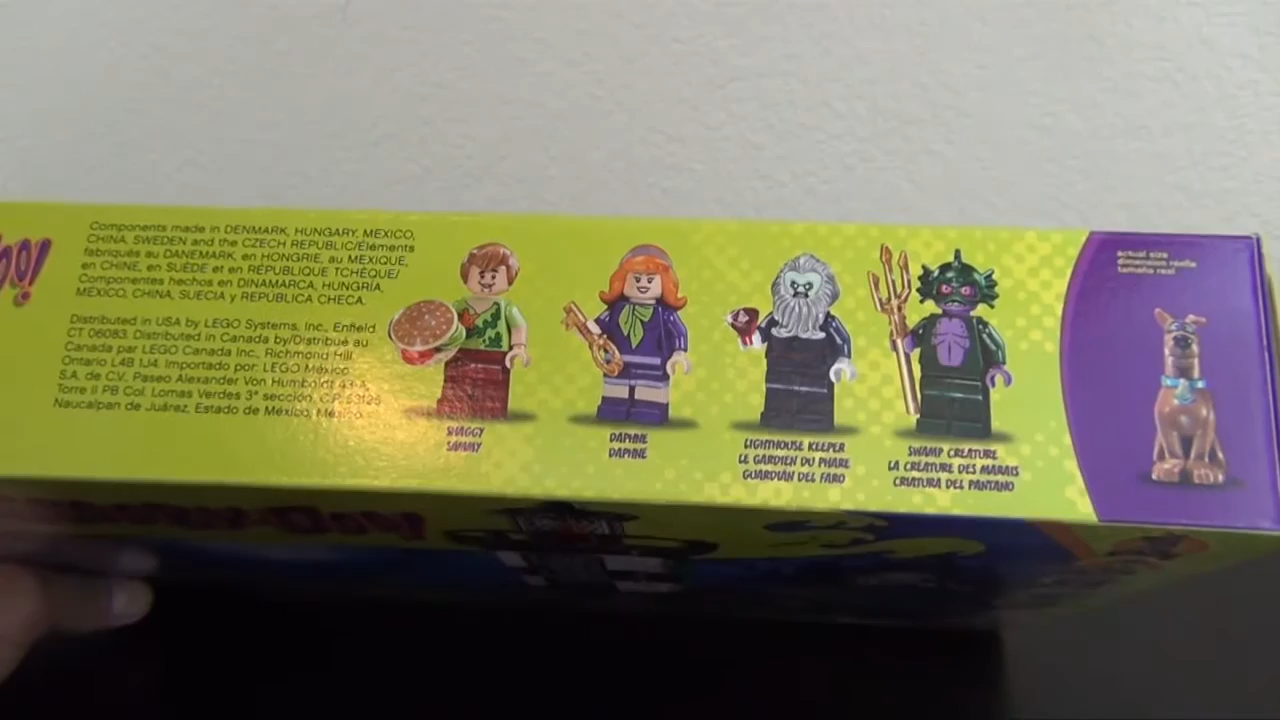 Components made in DENMARK, HUNGARY, MEXICO,
CHINA, SWEDEN and the CZECH REPUBLIC/Éléments
fabriqués au DANEMARK, en HONGRIE, au MEXIQUE,
en CHINE, en SUÈDE et en RÉPUBLIQUE TCHÈQUE/
Componentes hechos en DINAMARCA, HUNGRÍA,
MÉXICO, CHINA, SUECIA y REPÚBLICA CHECA.
Distributed in USA by LEGO Systems, Inc., Enfield
CT 06083. Distributed in Canada by/Distribué au
Canada par LEGO Canada Inc., Richmond Hill
Ontario L4B 1J4. Importado por: LEGO México
S.A. de C.V. Paseo Alexander Von Humboldt 43-A,
Torre II PB Col. Lomas Verdes 3ª sección, C.P. 53125
Naucalpan de Juárez, Estado de México, México
SHAGGY
SAMMY
DAPHNE
DAPHNÉ
LIGHTHOUSE KEEPER
LE GARDIEN DU PHARE
GUARDIÁN DEL FARO
SWAMP CREATURE
LA CRÉATURE DES MARAIS
CRIATURA DEL PANTANO
actual size
dimension réelle
tamaño real